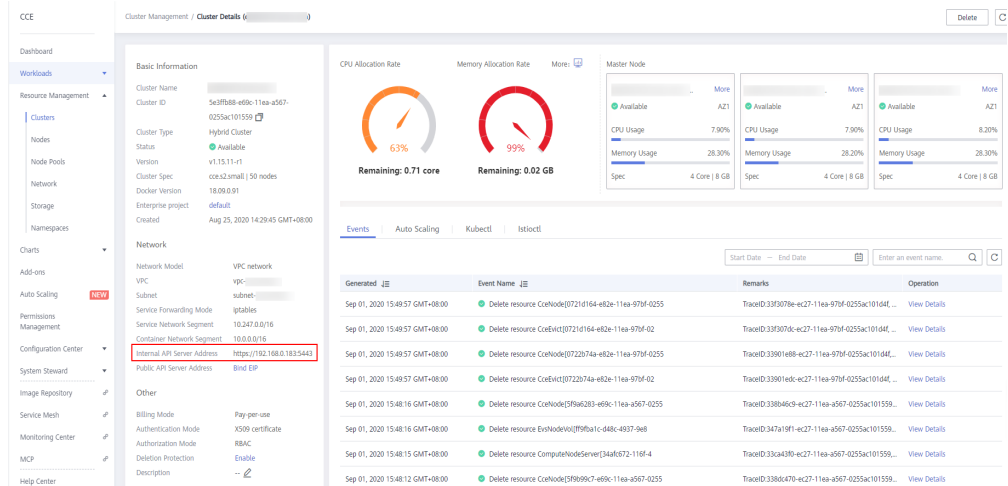 CCE
Cluster Management / Cluster Details (
)
Delete
Dashboard
Workloads
Resource Management
Clusters
Nodes
Node Pools
Network
Storage
Namespaces
Charts
Add-ons
Auto Scaling NEW
Permissions
Management
Configuration Center
System Steward
Image Repository
Service Mesh
Monitoring Center
MCP
Help Center
Basic Information
Cluster Name
Cluster ID 5e3ffb88-e69c-11ea-a567-
0255ac101559
Cluster Type Hybrid Cluster
Status Available
Version v1.15.11-r1
Cluster Spec cce.s2.small | 50 nodes
Docker Version 18.09.0.91
Enterprise project default
Created Aug 25, 2020 14:29:45 GMT+08:00
Network
Network Model VPC network
VPC vpc-
Subnet subnet-
Service Forwarding Mode iptables
Service Network Segment 10.247.0.0/16
Container Network Segment 10.0.0.0/16
Internal API Server Address https://192.168.0.183:5443
Public API Server Address Bind EIP
Other
Billing Mode Pay-per-use
Authentication Mode X509 certificate
Authorization Mode RBAC
Deletion Protection Enable
Description --
CPU Allocation Rate
63%
Remaining: 0.71 core
Memory Allocation Rate More:
99%
Remaining: 0.02 GB
Master Node
More
Available AZ1
CPU Usage 7.90%
Memory Usage 28.30%
Spec 4 Core | 8 GB
More
Available AZ1
CPU Usage 7.90%
Memory Usage 28.20%
Spec 4 Core | 8 GB
More
Available AZ1
CPU Usage 8.20%
Memory Usage 28.30%
Spec 4 Core | 8 GB
Events Auto Scaling Kubectl Istioctl
Start Date – End Date Enter an event name.
Generated Event Name Remarks Operation
Sep 01, 2020 15:49:57 GMT+08:00 Delete resource CceNode[0721d164-e82e-11ea-97bf-0255 TraceID:33f3078e-ec27-11ea-97bf-0255ac101d4f, ... View Details
Sep 01, 2020 15:49:57 GMT+08:00 Delete resource CceEvict[0721d164-e82e-11ea-97bf-02 TraceID:33f307dc-ec27-11ea-97bf-0255ac101d4f, ... View Details
Sep 01, 2020 15:49:57 GMT+08:00 Delete resource CceNode[0722b74a-e82e-11ea-97bf-0255 TraceID:33901e88-ec27-11ea-97bf-0255ac101d4f,... View Details
Sep 01, 2020 15:49:57 GMT+08:00 Delete resource CceEvict[0722b74a-e82e-11ea-97bf-02 TraceID:33901edc-ec27-11ea-97bf-0255ac101d4f,... View Details
Sep 01, 2020 15:48:16 GMT+08:00 Delete resource CceNode[5f9a6283-e69c-11ea-a567-0255 TraceID:338b46c9-ec27-11ea-a567-0255ac101559... View Details
Sep 01, 2020 15:48:16 GMT+08:00 Delete resource EvsNodeVol[ff9fba1c-d48c-4937-9e8 TraceID:347a19f1-ec27-11ea-a567-0255ac101559... View Details
Sep 01, 2020 15:48:15 GMT+08:00 Delete resource ComputeNodeServer[34afc672-116f-4 TraceID:33ca43f0-ec27-11ea-a567-0255ac101559,... View Details
Sep 01, 2020 15:48:12 GMT+08:00 Delete resource CceNode[5f9b99c7-e69c-11ea-a567-0255 TraceID:338dc470-ec27-11ea-a567-0255ac101559... View Details